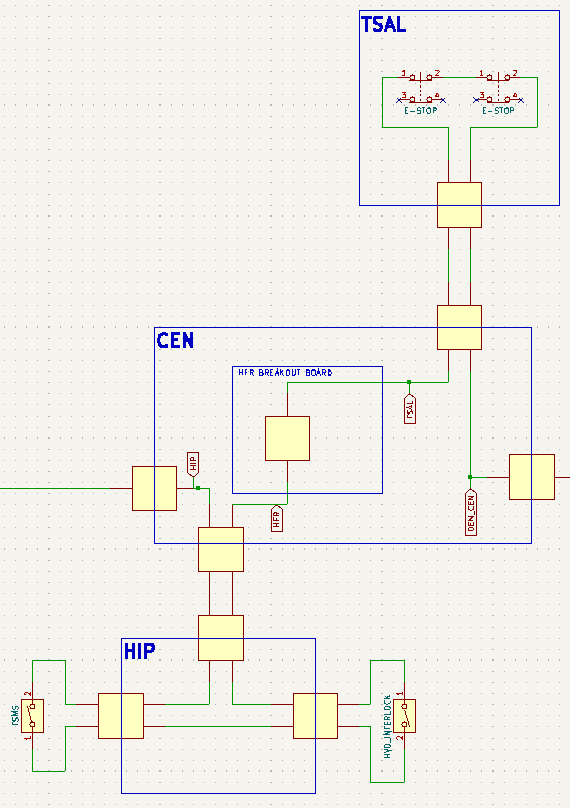 TSAL
1 2 1 2
3 4 3 4
E-STOP E-STOP
CEN
HFR BREAKOUT BOARD
TSAL
HIP
HFR
DEN_CEN
HIP
TSMS
2
1
HVD_INTERLOCK
1
2